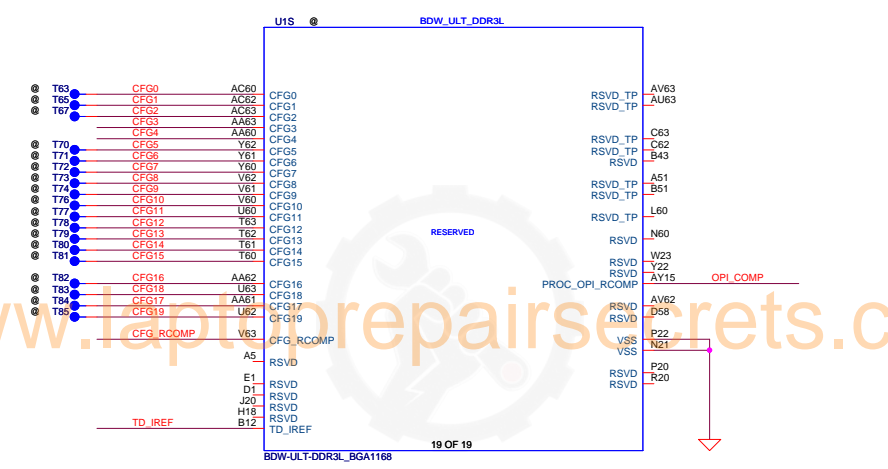 U1S @ BDW_ULT_DDR3L
@ T63 CFG0 AC60 CFG0 RSVD_TP AV63
@ T65 CFG1 AC62 CFG1 RSVD_TP AU63
@ T67 CFG2 AC63 CFG2
CFG3 AA63 CFG3
CFG4 AA60 CFG4 RSVD_TP C63
@ T70 CFG5 Y62 CFG5 RSVD_TP C62
@ T71 CFG6 Y61 CFG6 RSVD B43
@ T72 CFG7 Y60 CFG7
@ T73 CFG8 V62 CFG8 RSVD_TP A51
@ T74 CFG9 V61 CFG9 RSVD_TP B51
@ T76 CFG10 V60 CFG10
@ T77 CFG11 U60 CFG11 RSVD_TP L60
@ T78 CFG12 T63 CFG12
@ T79 CFG13 T62 CFG13 RESERVED RSVD N60
@ T80 CFG14 T61 CFG14
@ T81 CFG15 T60 CFG15 RSVD W23
RSVD Y22
@ T82 CFG16 AA62 CFG16 PROC_OPI_RCOMP AY15 OPI_COMP
@ T83 CFG18 U63 CFG18
@ T84 CFG17 AA61 CFG17 RSVD AV62
@ T85 CFG19 U62 CFG19 RSVD D58
CFG_RCOMP V63 CFG_RCOMP VSS P22
VSS N21
A5 RSVD
RSVD P20
E1 RSVD RSVD R20
D1 RSVD
J20 RSVD
H18 RSVD
TD_IREF B12 TD_IREF
19 OF 19
BDW-ULT-DDR3L_BGA1168
w.laptoprepairsecrets.c